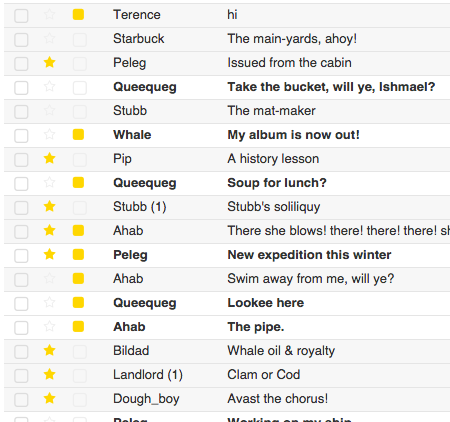 Terence hi
Starbuck The main-yards, ahoy!
Peleg Issued from the cabin
Queequeg Take the bucket, will ye, Ishmael?
Stubb The mat-maker
Whale My album is now out!
Pip A history lesson
Queequeg Soup for lunch?
Stubb (1) Stubb's soliliquy
Ahab There she blows! there! there! there! sh
Peleg New expedition this winter
Ahab Swim away from me, will ye?
Queequeg Lookee here
Ahab The pipe.
Bildad Whale oil & royalty
Landlord (1) Clam or Cod
Dough_boy Avast the chorus!
Peleg Working on my ship